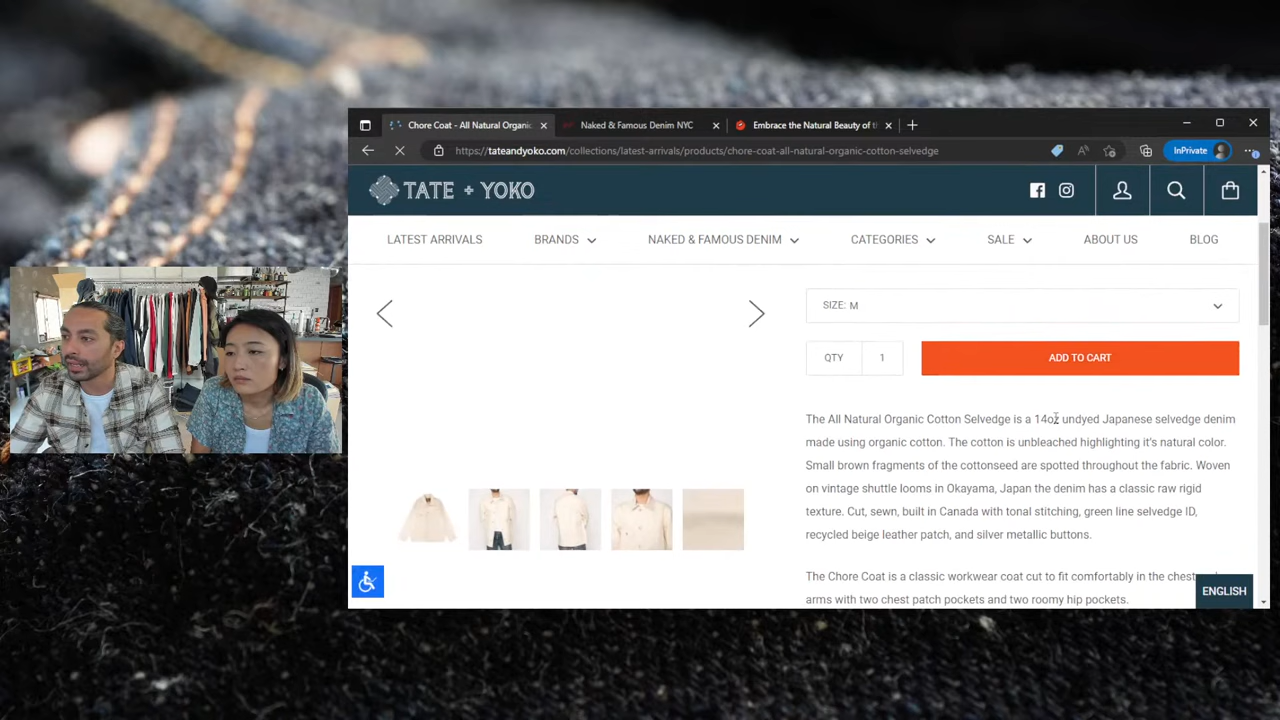 Chore Coat - All Natural Organic
Naked & Famous Denim NYC
Embrace the Natural Beauty of t
https://tateandyoko.com/collections/latest-arrivals/products/chore-coat-all-natural-organic-cotton-selvedge
InPrivate
TATE + YOKO
LATEST ARRIVALS
BRANDS
NAKED & FAMOUS DENIM
CATEGORIES
SALE
ABOUT US
BLOG
SIZE: M
QTY
1
ADD TO CART
The All Natural Organic Cotton Selvedge is a 14oz undyed Japanese selvedge denim
made using organic cotton. The cotton is unbleached highlighting it's natural color.
Small brown fragments of the cottonseed are spotted throughout the fabric. Woven
on vintage shuttle looms in Okayama, Japan the denim has a classic raw rigid
texture. Cut, sewn, built in Canada with tonal stitching, green line selvedge ID,
recycled beige leather patch, and silver metallic buttons.
The Chore Coat is a classic workwear coat cut to fit comfortably in the chest
arms with two chest patch pockets and two roomy hip pockets.
ENGLISH